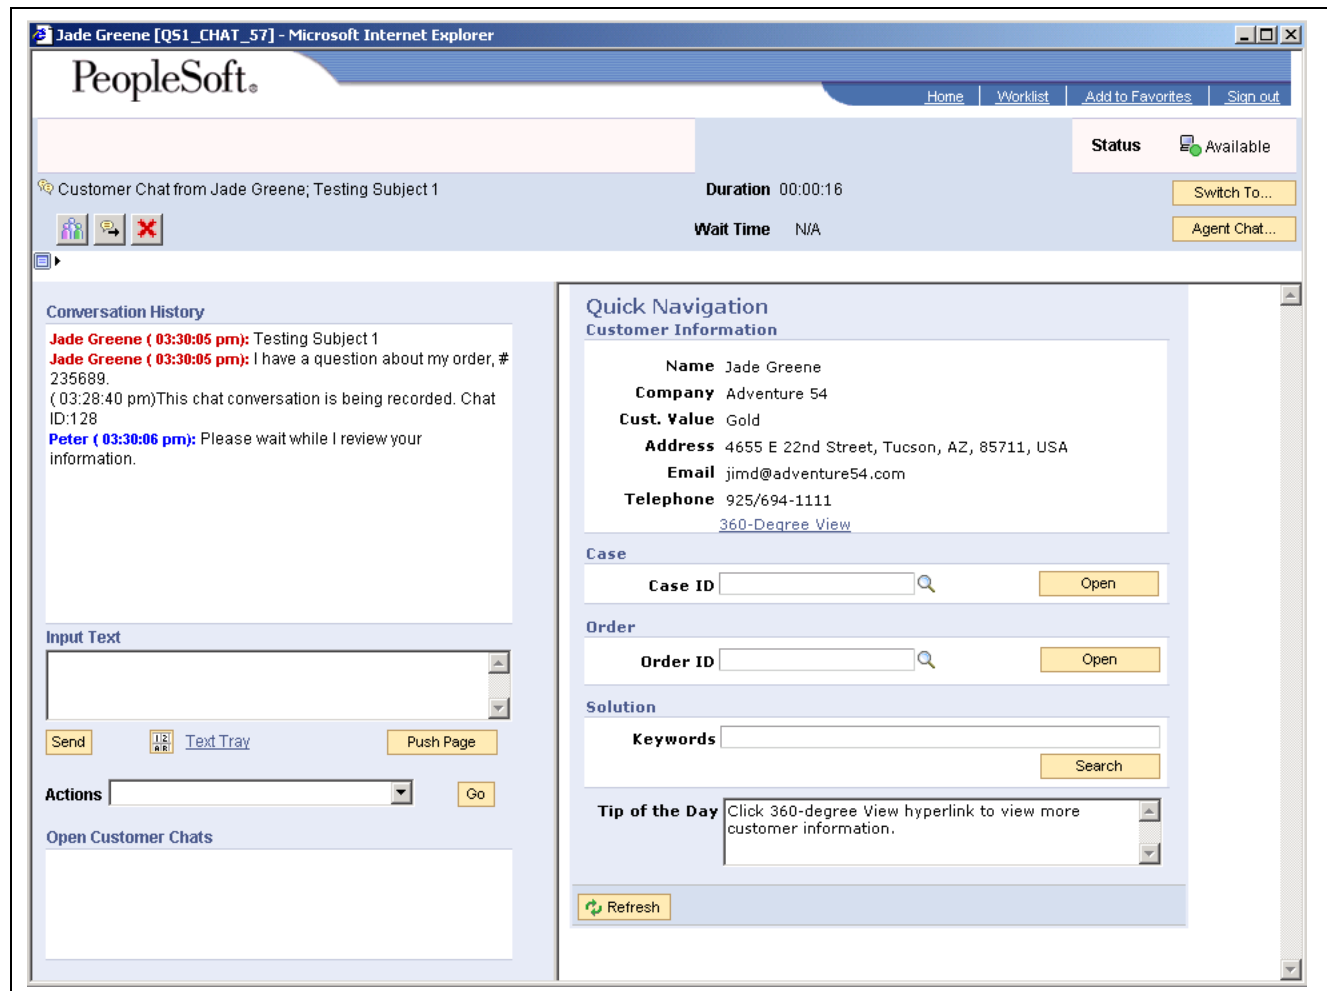 Jade Greene [QS1_CHAT_57] - Microsoft Internet Explorer
PeopleSoft®
Home Worklist Add to Favorites Sign out
Status Available
Customer Chat from Jade Greene; Testing Subject 1
Duration 00:00:16
Switch To...
Wait Time N/A
Agent Chat...
Conversation History
Jade Greene ( 03:30:05 pm): Testing Subject 1
Jade Greene ( 03:30:05 pm): I have a question about my order, #
235689.
( 03:28:40 pm)This chat conversation is being recorded. Chat
ID:128
Peter ( 03:30:06 pm): Please wait while I review your
information.
Input Text
Send
Text Tray
Push Page
Actions
Go
Open Customer Chats
Quick Navigation
Customer Information
Name Jade Greene
Company Adventure 54
Cust. Value Gold
Address 4655 E 22nd Street, Tucson, AZ, 85711, USA
Email jimd@adventure54.com
Telephone 925/694-1111
360-Degree View
Case
Case ID
Open
Order
Order ID
Open
Solution
Keywords
Search
Tip of the Day Click 360-degree View hyperlink to view more
customer information.
Refresh